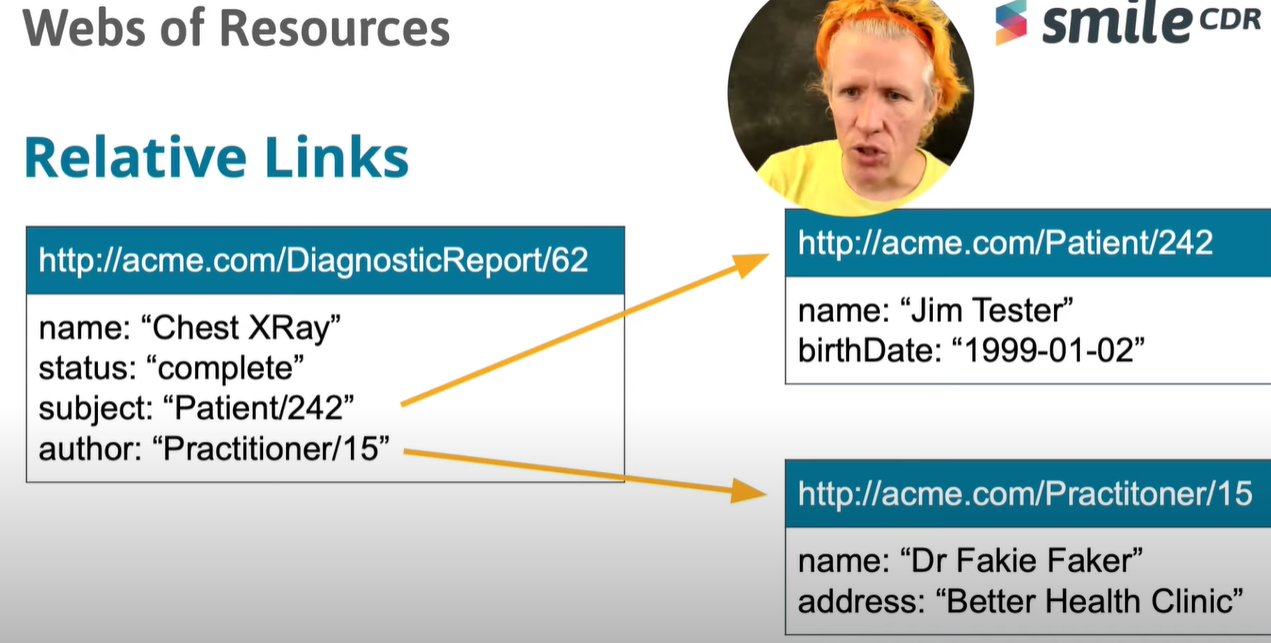 Webs of Resources
smile CDR
Relative Links
http://acme.com/DiagnosticReport/62
name: “Chest XRay”
status: “complete”
subject: “Patient/242”
author: “Practitioner/15”
http://acme.com/Patient/242
name: “Jim Tester”
birthDate: “1999-01-02”
http://acme.com/Practitoner/15
name: “Dr Fakie Faker”
address: “Better Health Clinic”